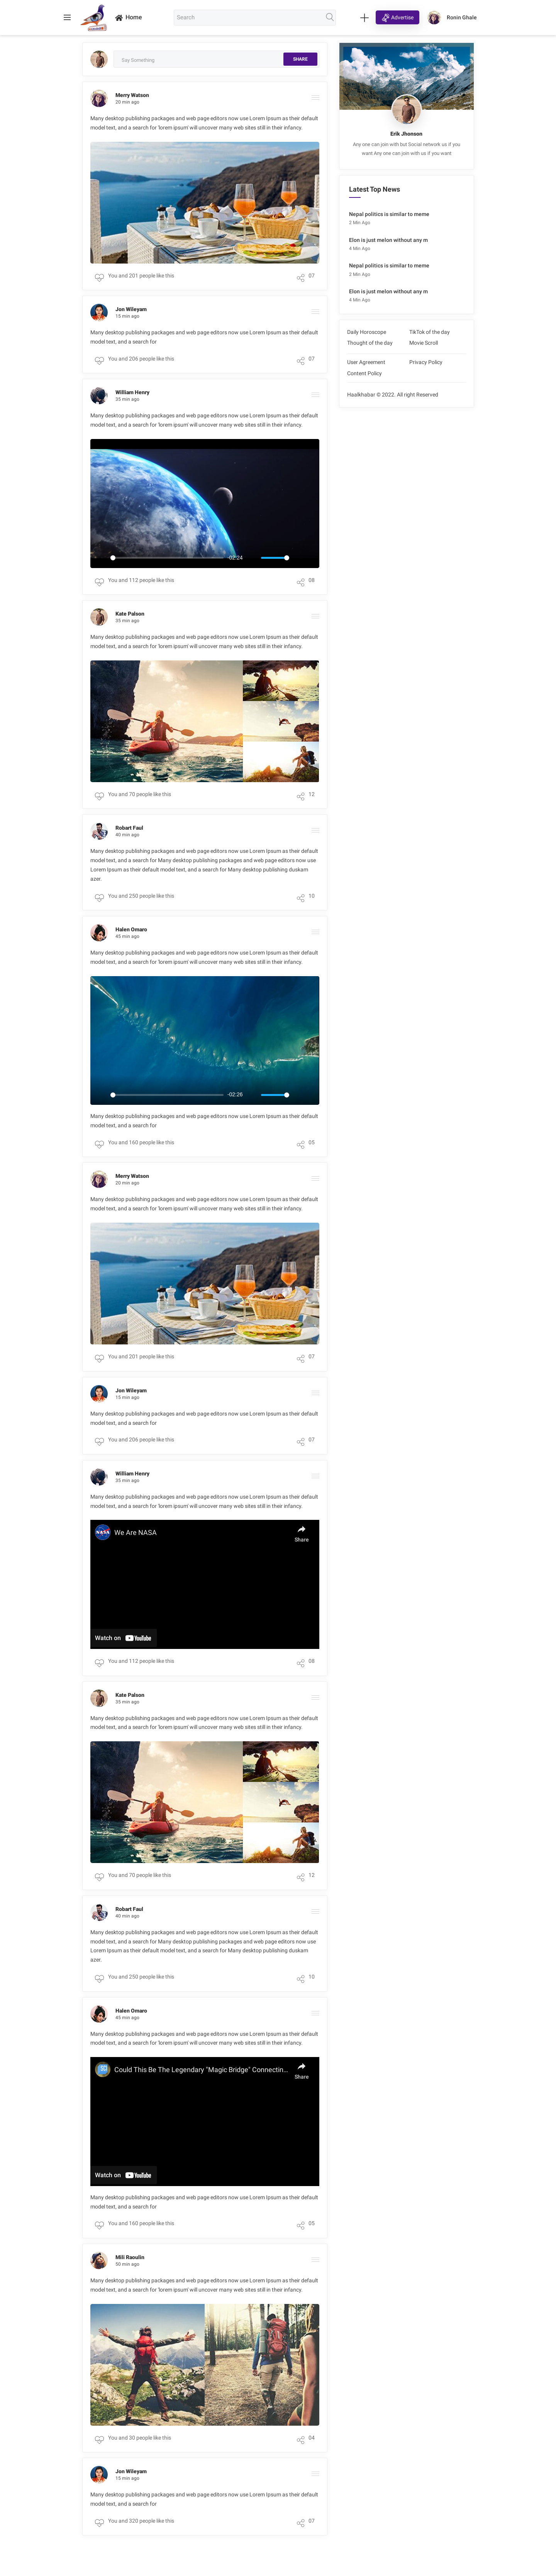 Home
Search
Advertise
Ronin Ghale
Say Something
SHARE
Merry Watson
20 min ago
Many desktop publishing packages and web page editors now use Lorem Ipsum as their default
model text, and a search for 'lorem ipsum' will uncover many web sites still in their infancy.
You and 201 people like this
07
Jon Wileyam
15 min ago
Many desktop publishing packages and web page editors now use Lorem Ipsum as their default
model text, and a search for
You and 206 people like this
07
William Henry
35 min ago
Many desktop publishing packages and web page editors now use Lorem Ipsum as their default
model text, and a search for 'lorem ipsum' will uncover many web sites still in their infancy.
-02:24
You and 112 people like this
08
Kate Palson
35 min ago
Many desktop publishing packages and web page editors now use Lorem Ipsum as their default
model text, and a search for 'lorem ipsum' will uncover many web sites still in their infancy.
You and 70 people like this
12
Robart Faul
40 min ago
Many desktop publishing packages and web page editors now use Lorem Ipsum as their default
model text, and a search for Many desktop publishing packages and web page editors now use
Lorem Ipsum as their default model text, and a search for Many desktop publishing duskam
azer.
You and 250 people like this
10
Halen Omaro
45 min ago
Many desktop publishing packages and web page editors now use Lorem Ipsum as their default
model text, and a search for 'lorem ipsum' will uncover many web sites still in their infancy.
-02:26
Many desktop publishing packages and web page editors now use Lorem Ipsum as their default
model text, and a search for
You and 160 people like this
05
Merry Watson
20 min ago
Many desktop publishing packages and web page editors now use Lorem Ipsum as their default
model text, and a search for 'lorem ipsum' will uncover many web sites still in their infancy.
You and 201 people like this
07
Jon Wileyam
15 min ago
Many desktop publishing packages and web page editors now use Lorem Ipsum as their default
model text, and a search for
You and 206 people like this
07
William Henry
35 min ago
Many desktop publishing packages and web page editors now use Lorem Ipsum as their default
model text, and a search for 'lorem ipsum' will uncover many web sites still in their infancy.
NASA
We Are NASA
Share
Watch on YouTube
You and 112 people like this
08
Kate Palson
35 min ago
Many desktop publishing packages and web page editors now use Lorem Ipsum as their default
model text, and a search for 'lorem ipsum' will uncover many web sites still in their infancy.
You and 70 people like this
12
Robart Faul
40 min ago
Many desktop publishing packages and web page editors now use Lorem Ipsum as their default
model text, and a search for Many desktop publishing packages and web page editors now use
Lorem Ipsum as their default model text, and a search for Many desktop publishing duskam
azer.
You and 250 people like this
10
Halen Omaro
45 min ago
Many desktop publishing packages and web page editors now use Lorem Ipsum as their default
model text, and a search for 'lorem ipsum' will uncover many web sites still in their infancy.
Could This Be The Legendary "Magic Bridge" Connectin...
Share
Watch on YouTube
Many desktop publishing packages and web page editors now use Lorem Ipsum as their default
model text, and a search for
You and 160 people like this
05
Mili Raoulin
50 min ago
Many desktop publishing packages and web page editors now use Lorem Ipsum as their default
model text, and a search for 'lorem ipsum' will uncover many web sites still in their infancy.
You and 30 people like this
04
Jon Wileyam
15 min ago
Many desktop publishing packages and web page editors now use Lorem Ipsum as their default
model text, and a search for
You and 320 people like this
07
Erik Jhonson
Any one can join with but Social network us if you
want Any one can join with us if you want
Latest Top News
Nepal politics is similar to meme
2 Min Ago
Elon is just melon without any m
4 Min Ago
Nepal politics is similar to meme
2 Min Ago
Elon is just melon without any m
4 Min Ago
Daily Horoscope
TikTok of the day
Thought of the day
Movie Scroll
User Agreement
Privacy Policy
Content Policy
Haalkhabar © 2022. All right Reserved